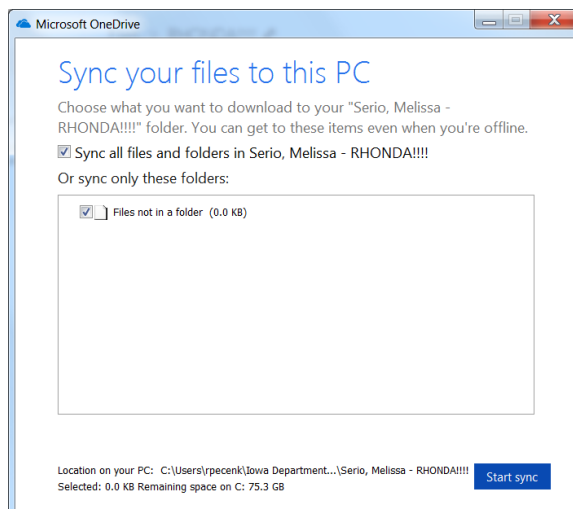 Microsoft OneDrive
Sync your files to this PC
Choose what you want to download to your "Serio, Melissa -
RHONDA!!!!" folder. You can get to these items even when you're offline.
Sync all files and folders in Serio, Melissa - RHONDA!!!!
Or sync only these folders:
Files not in a folder (0.0 KB)
Location on your PC: C:\Users\rpecenk\Iowa Department...\Serio, Melissa - RHONDA!!!!
Selected: 0.0 KB Remaining space on C: 75.3 GB
Start sync